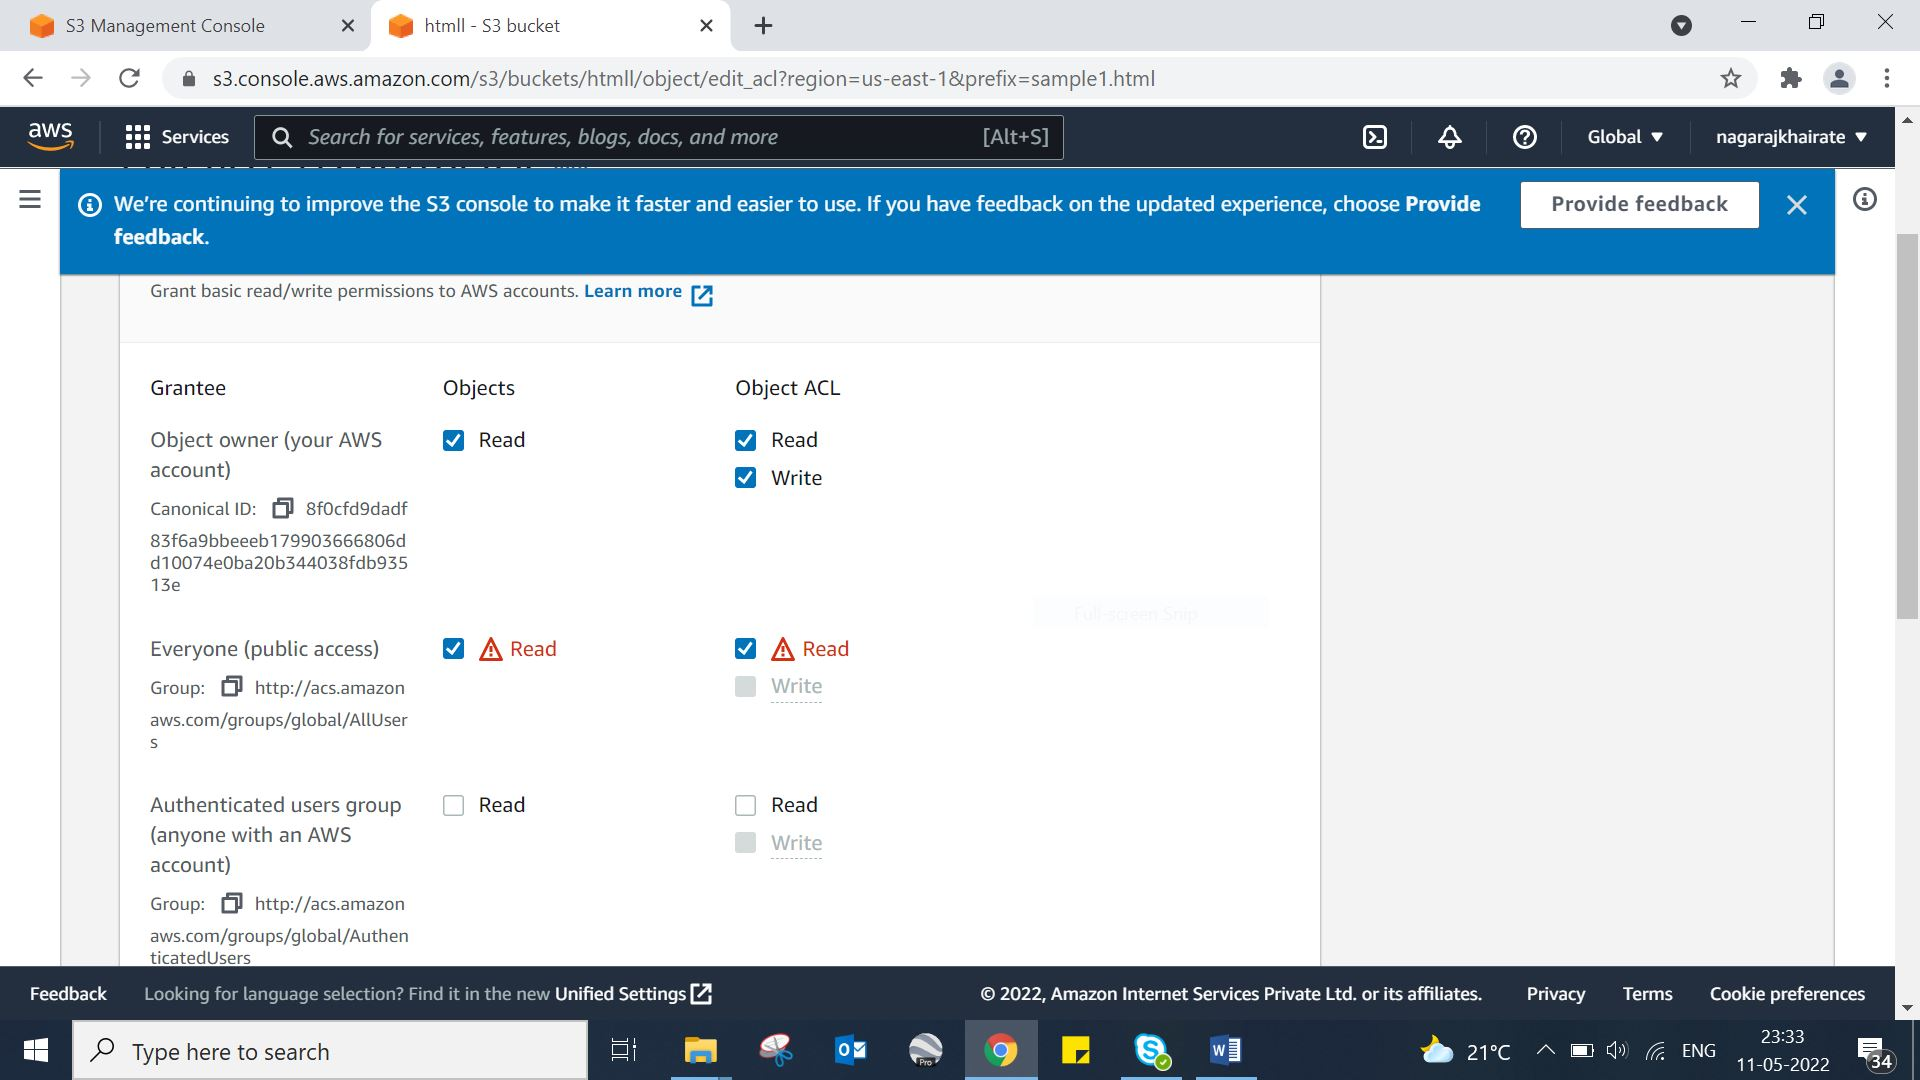 S3 Management Console
htmll - S3 bucket
s3.console.aws.amazon.com/s3/buckets/htmll/object/edit_acl?region=us-east-1&prefix=sample1.html
aws
Services
Search for services, features, blogs, docs, and more
[Alt+S]
Global
nagarajkhairate
We're continuing to improve the S3 console to make it faster and easier to use. If you have feedback on the updated experience, choose Provide
feedback.
Provide feedback
Grant basic read/write permissions to AWS accounts. Learn more
Grantee Objects Object ACL
Object owner (your AWS
account)
Read
Read
Write
Canonical ID: 8f0cfd9dadf
83f6a9bbeeeb179903666806d
d10074e0ba20b344038fdb935
13e
Full-screen Snip
Everyone (public access)
Read
Read
Write
Group: http://acs.amazon
aws.com/groups/global/AllUser
s
Authenticated users group
(anyone with an AWS
account)
Read
Read
Write
Group: http://acs.amazon
aws.com/groups/global/Authen
ticatedUsers
Feedback
Looking for language selection? Find it in the new Unified Settings
© 2022, Amazon Internet Services Private Ltd. or its affiliates.
Privacy
Terms
Cookie preferences
Type here to search
Pro
21°C
ENG
23:33
11-05-2022
34